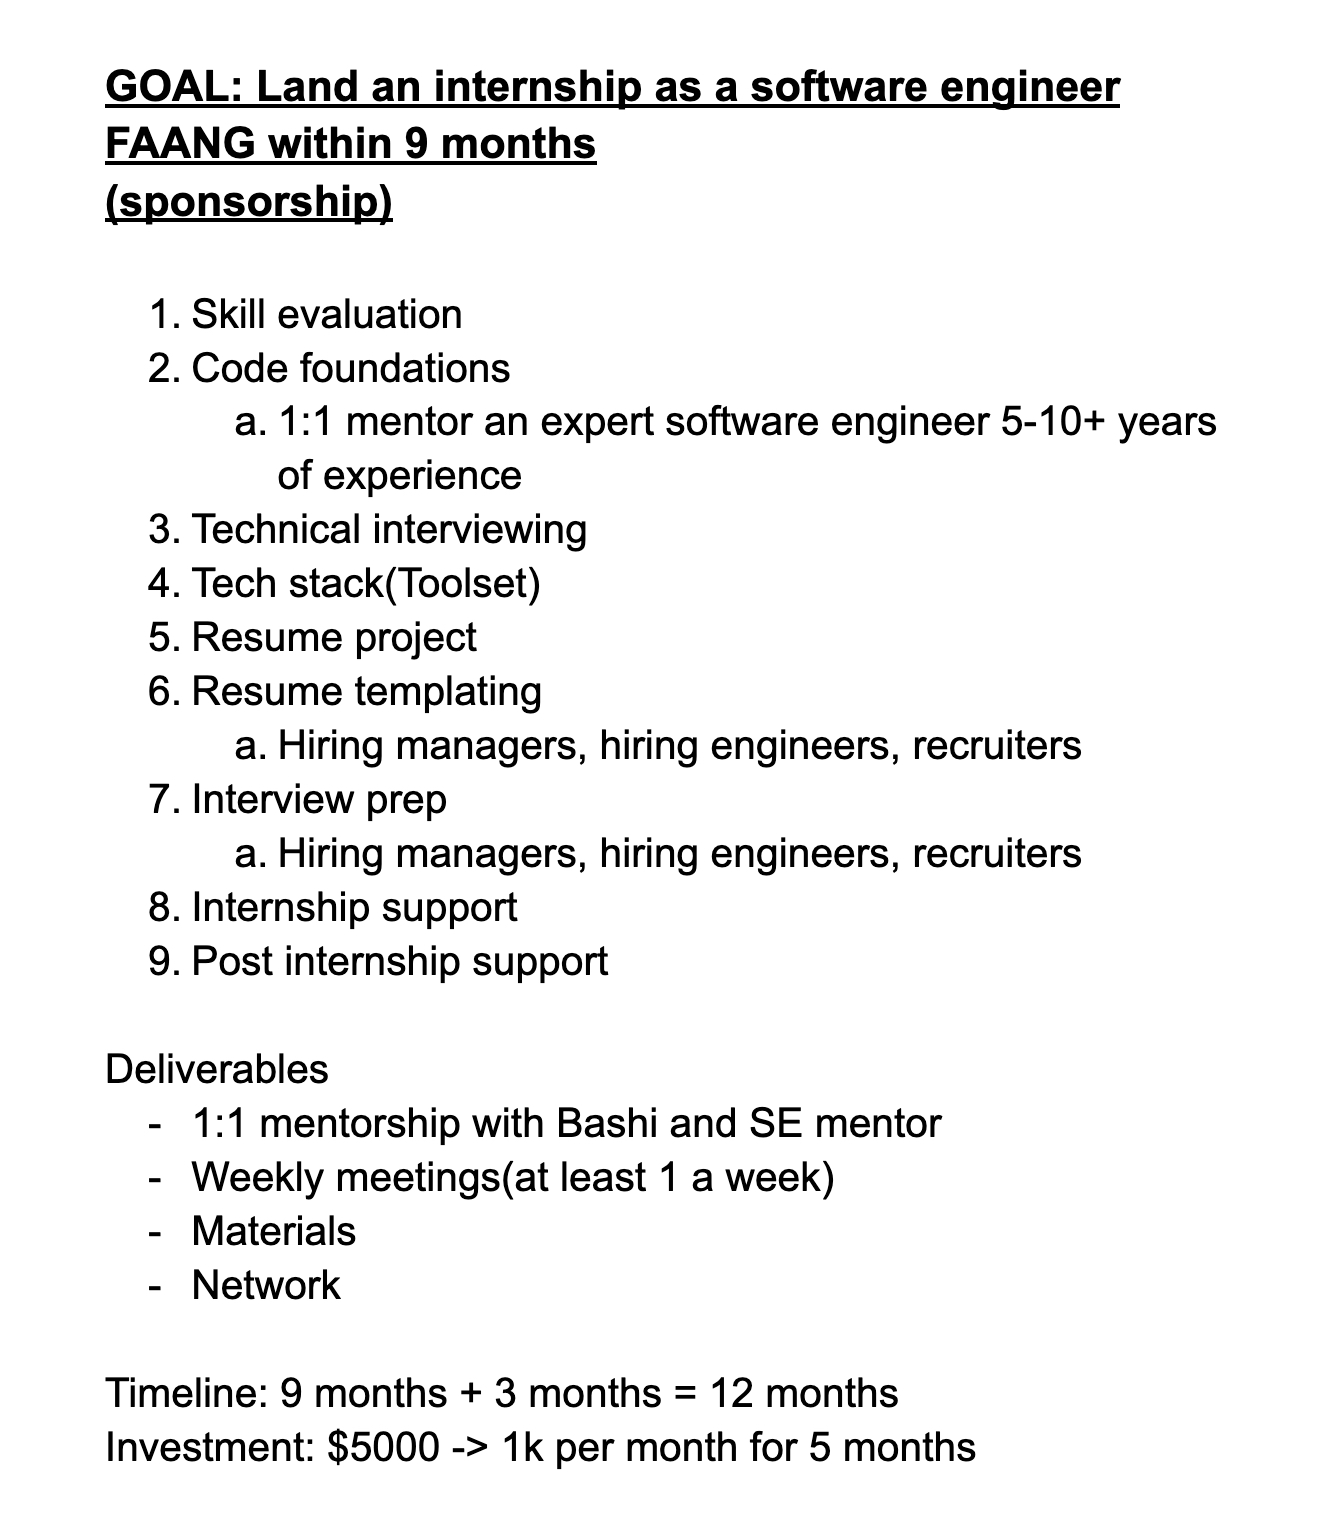 GOAL: Land an internship as a software engineer
FAANG within 9 months
(sponsorship)
1. Skill evaluation
2. Code foundations
a. 1:1 mentor an expert software engineer 5-10+ years
of experience
3. Technical interviewing
4. Tech stack(Toolset)
5. Resume project
6. Resume templating
a. Hiring managers, hiring engineers, recruiters
7. Interview prep
a. Hiring managers, hiring engineers, recruiters
8. Internship support
9. Post internship support
Deliverables
- 1:1 mentorship with Bashi and SE mentor
- Weekly meetings(at least 1 a week)
- Materials
- Network
Timeline: 9 months + 3 months = 12 months
Investment: $5000 -> 1k per month for 5 months